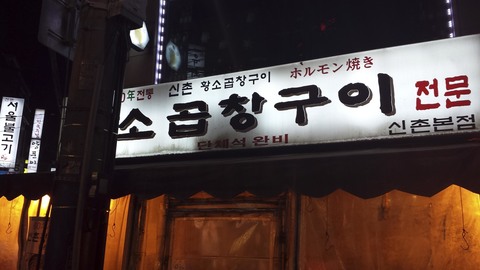 0年전통 신촌 황소곱창구이 ホルモン焼き
소곱창구이 전문
단체석 완비 신촌본점
서울불고기